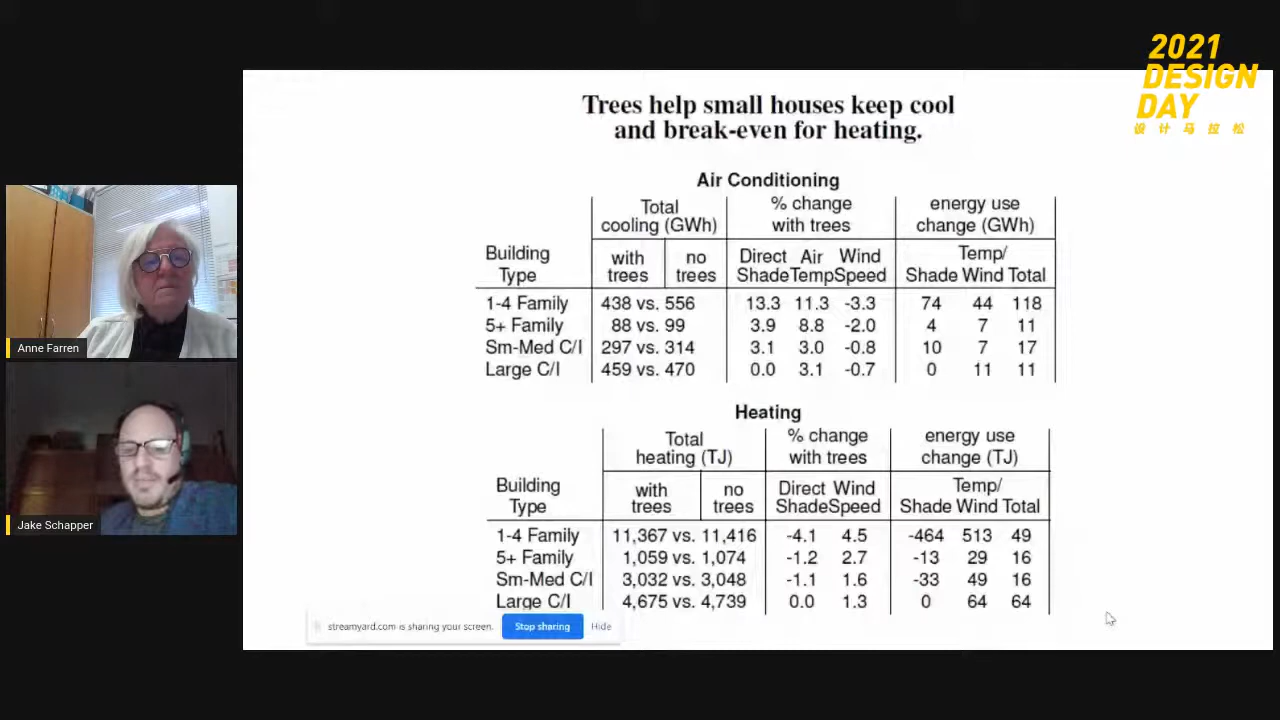 2021
DESIGN
DAY
设计马拉松
Trees help small houses keep cool
and break-even for heating.
Air Conditioning
Total cooling (GWh) % change with trees energy use change (GWh)
Building Type with trees no trees Direct Shade Air Temp Wind Speed Shade Temp/Wind Total
1-4 Family 438 vs. 556 13.3 11.3 -3.3 74 44 118
5+ Family 88 vs. 99 3.9 8.8 -2.0 4 7 11
Sm-Med C/I 297 vs. 314 3.1 3.0 -0.8 10 7 17
Large C/I 459 vs. 470 0.0 3.1 -0.7 0 11 11
Heating
Total heating (TJ) % change with trees energy use change (TJ)
Building Type with trees no trees Direct Shade Wind Speed Shade Temp/Wind Total
1-4 Family 11,367 vs. 11,416 -4.1 4.5 -464 513 49
5+ Family 1,059 vs. 1,074 -1.2 2.7 -13 29 16
Sm-Med C/I 3,032 vs. 3,048 -1.1 1.6 -33 49 16
Large C/I 4,675 vs. 4,739 0.0 1.3 0 64 64
streamyard.com is sharing your screen. Stop sharing Hide
Anne Farren
Jake Schapper